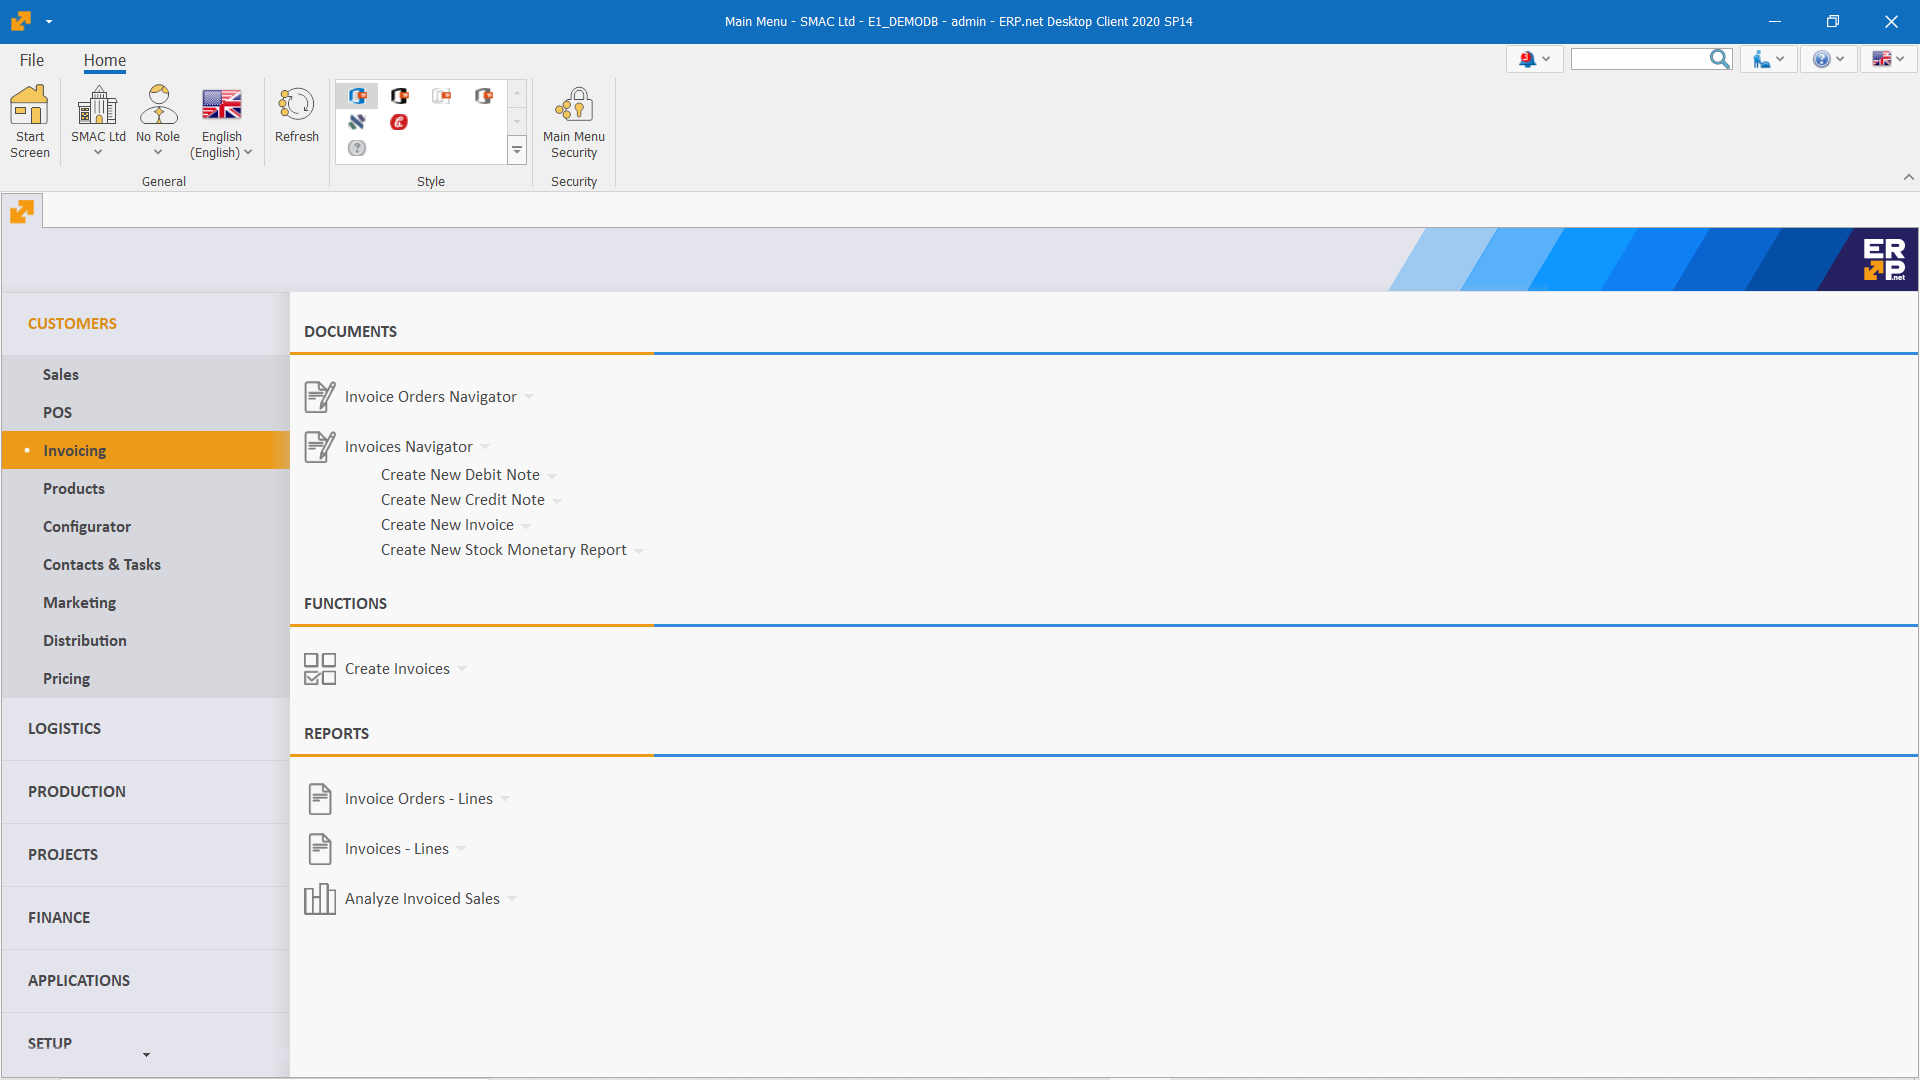 Main Menu - SMAC Ltd - E1_DEMODB - admin - ERP.net Desktop Client 2020 SP14
File
Home
Start
Screen
SMAC Ltd
No Role
English
(English)
Refresh
Main Menu
Security
General
Style
Security
ERP.net
CUSTOMERS
Sales
POS
Invoicing
Products
Configurator
Contacts & Tasks
Marketing
Distribution
Pricing
LOGISTICS
PRODUCTION
PROJECTS
FINANCE
APPLICATIONS
SETUP
DOCUMENTS
Invoice Orders Navigator
Invoices Navigator
Create New Debit Note
Create New Credit Note
Create New Invoice
Create New Stock Monetary Report
FUNCTIONS
Create Invoices
REPORTS
Invoice Orders - Lines
Invoices - Lines
Analyze Invoiced Sales